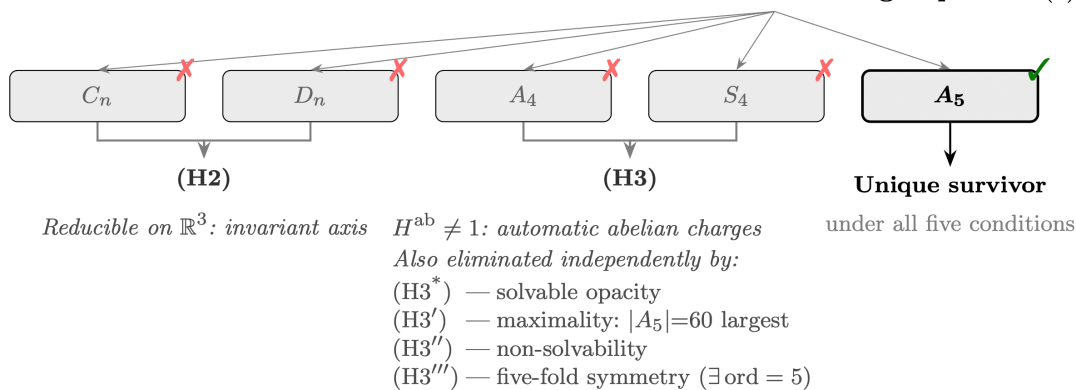 C_n D_n A_4 S_4 A_5
(H2) (H3)
Unique survivor
under all five conditions
Reducible on ℝ³: invariant axis
H^ab ≠ 1: automatic abelian charges
Also eliminated independently by:
(H3*) — solvable opacity
(H3′) — maximality: |A₅|=60 largest
(H3″) — non-solvability
(H3‴) — five-fold symmetry (∃ ord = 5)